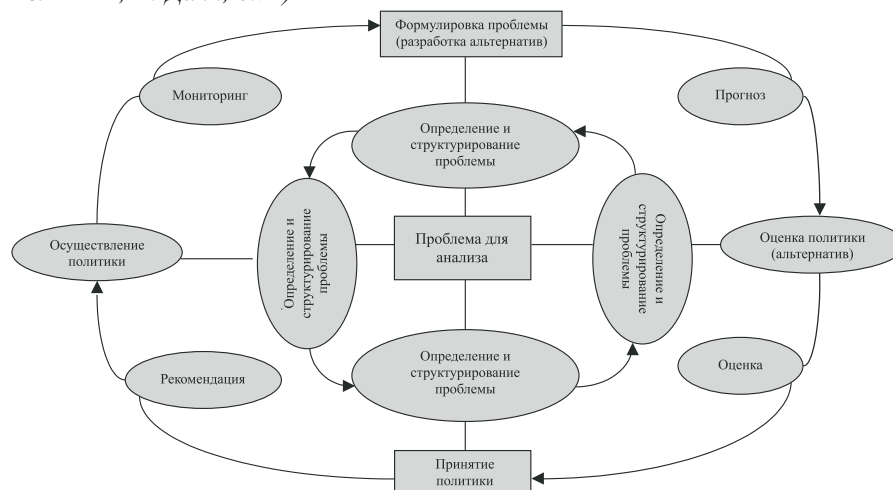 Формулировка проблемы
(разработка альтернатив)
Мониторинг
Прогноз
Определение и
структурирование
проблемы
Определение и
структурирование
проблемы
Проблема для
анализа
Определение и
структурирование
проблемы
Осуществление
политики
Оценка политики
(альтернатив)
Определение и
структурирование
проблемы
Рекомендация
Оценка
Принятие
политики